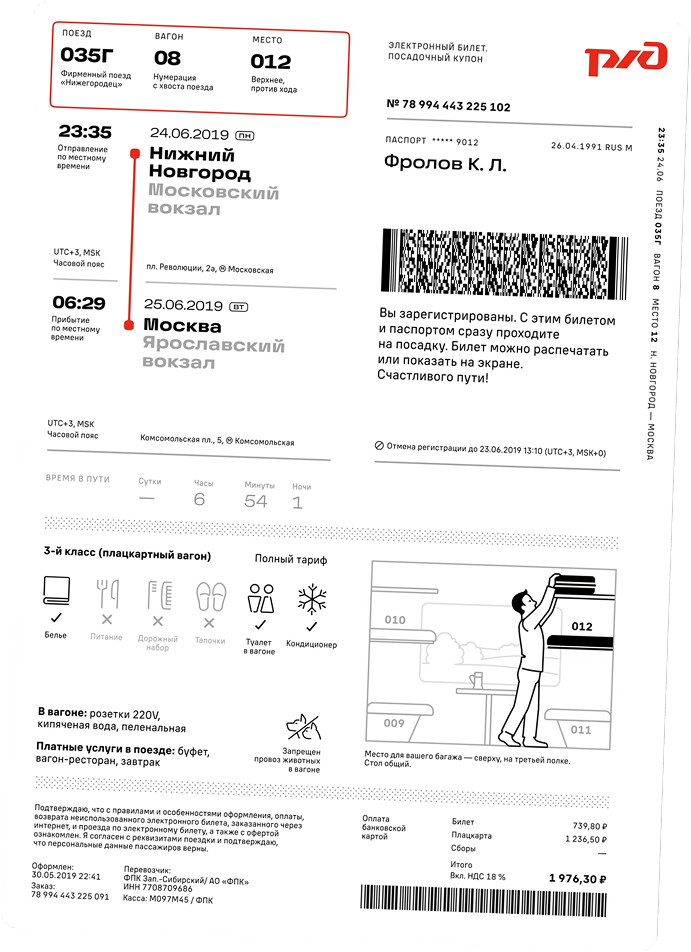 ПОЕЗД
035Г
Фирменный поезд
«Нижегородец»
ВАГОН
08
Нумерация
с хвоста поезда
МЕСТО
012
Верхнее,
против хода
ЭЛЕКТРОННЫЙ БИЛЕТ.
ПОСАДОЧНЫЙ КУПОН
ржд
№ 78 994 443 225 102
23:35
Отправление
по местному
времени
24.06.2019 ПН
Нижний
Новгород
Московский
вокзал
UTC+3, MSK
Часовой пояс
пл. Революции, 2а, М Московская
06:29
Прибытие
по местному
времени
25.06.2019 ВТ
Москва
Ярославский
вокзал
UTC+3, MSK
Часовой пояс
Комсомольская пл., 5, М Комсомольская
ПАСПОРТ ***** 9012
26.04.1991 RUS М
Фролов К. Л.
Вы зарегистрированы. С этим билетом
и паспортом сразу проходите
на посадку. Билет можно распечатать
или показать на экране.
Счастливого пути!
Отмена регистрации до 23.06.2019 13:10 (UTC+3, MSK+0)
23:35 24.06 ПОЕЗД 035Г ВАГОН 8 МЕСТО 12 Н. НОВГОРОД — МОСКВА
ВРЕМЯ В ПУТИ
Сутки
—
Часы
6
Минуты
54
Ночи
1
3-й класс (плацкартный вагон)
Полный тариф
Белье
Питание
Дорожный
набор
Тапочки
Туалет
в вагоне
Кондиционер
В вагоне: розетки 220V,
кипяченая вода, пеленальная
Платные услуги в поезде: буфет,
вагон-ресторан, завтрак
Запрещен
провоз животных
в вагоне
010
012
009
011
Место для вашего багажа — сверху, на третьей полке.
Стол общий.
Подтверждаю, что с правилами и особенностями оформления, оплаты,
возврата неиспользованного электронного билета, заказанного через
интернет, и проезда по электронному билету, а также с офертой
ознакомлен. Я согласен с реквизитами поездки и подтверждаю,
что персональные данные пассажиров верны.
Оформлен:
30.05.2019 22:41
Заказ:
78 994 443 225 091
Перевозчик:
ФПК Зап.-Сибирский/ АО «ФПК»
ИНН 7708709686
Касса: М097М45 / ФПК
Оплата
банковской
картой
Билет 739,80 ₽
Плацкарта 1 236,50 ₽
Сборы —
Итого
Вкл. НДС 18 % 1 976,30 ₽